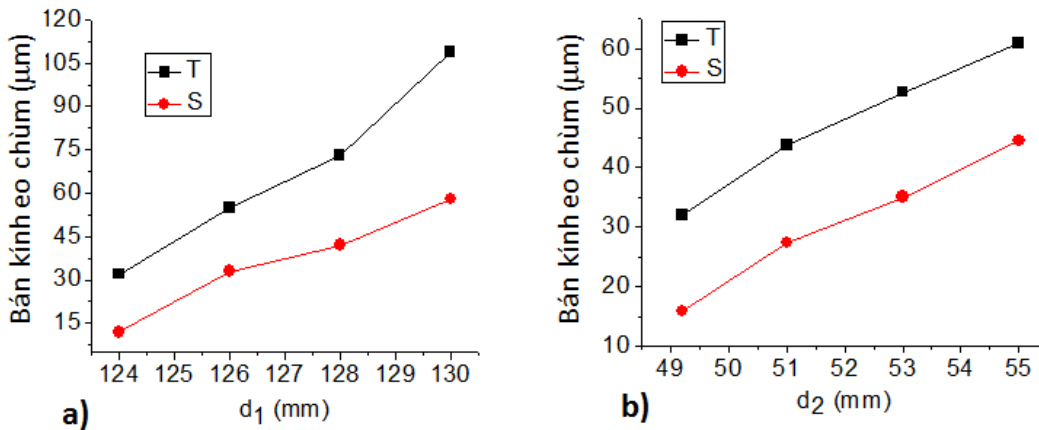 120
105
90
75
60
45
30
15
Bán kính eo chùm (µm)
T
S
124 125 126 127 128 129 130
d1 (mm)
a)
60
50
40
30
20
10
Bán kính eo chùm (µm)
T
S
49 50 51 52 53 54 55
d2 (mm)
b)